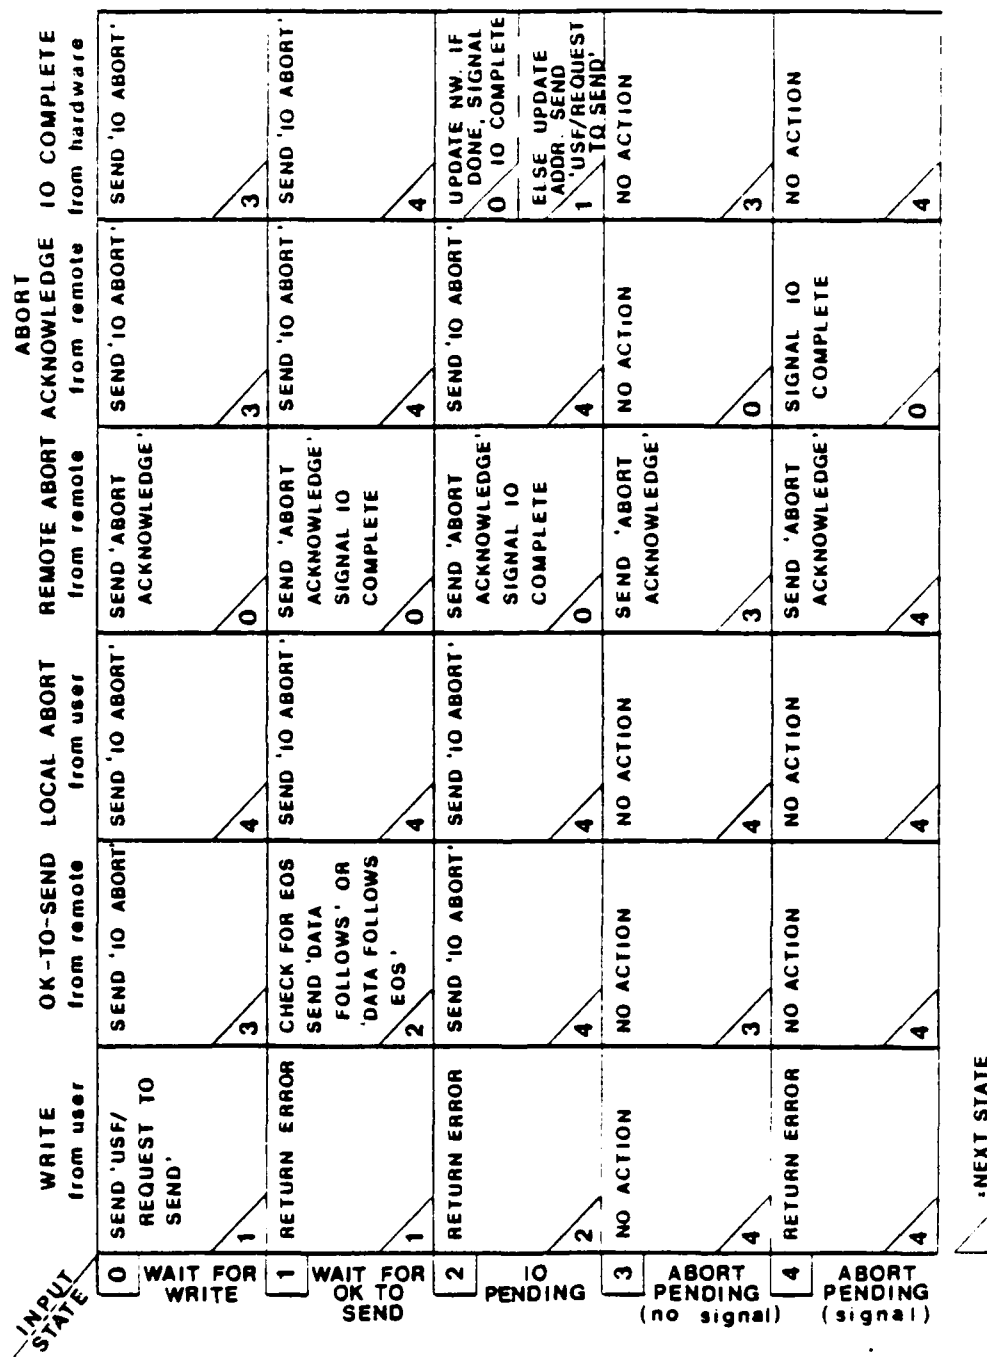 INPUT
STATE
WRITE
from user
OK-TO-SEND
from remote
LOCAL ABORT
from user
REMOTE ABORT
from remote
ABORT
ACKNOWLEDGE
from remote
IO COMPLETE
from hardware
0
WAIT FOR
WRITE
SEND 'USF/
REQUEST TO
SEND'
1
SEND 'IO ABORT'
3
SEND 'IO ABORT'
4
SEND 'ABORT
ACKNOWLEDGE'
0
SEND 'IO ABORT'
3
SEND 'IO ABORT'
3
1
WAIT FOR
OK TO
SEND
RETURN ERROR
1
CHECK FOR EOS
SEND 'DATA
FOLLOWS' OR
'DATA FOLLOWS
EOS'
2
SEND 'IO ABORT'
4
SEND 'ABORT
ACKNOWLEDGE'
SIGNAL IO
COMPLETE
0
SEND 'IO ABORT'
4
SEND 'IO ABORT'
4
2
IO
PENDING
RETURN ERROR
2
SEND 'IO ABORT'
4
SEND 'IO ABORT'
4
SEND 'ABORT
ACKNOWLEDGE'
SIGNAL IO
COMPLETE
0
SEND 'IO ABORT'
4
UPDATE NW. IF
DONE, SIGNAL
IO COMPLETE
0
ELSE UPDATE
ADDR. SEND
'USF/REQUEST
TO SEND'
1
3
ABORT
PENDING
(no signal)
NO ACTION
4
NO ACTION
3
NO ACTION
4
SEND 'ABORT
ACKNOWLEDGE'
3
NO ACTION
0
NO ACTION
3
4
ABORT
PENDING
(signal)
RETURN ERROR
4
NO ACTION
4
NO ACTION
4
SEND 'ABORT
ACKNOWLEDGE'
4
SIGNAL IO
COMPLETE
0
NO ACTION
4
=NEXT STATE